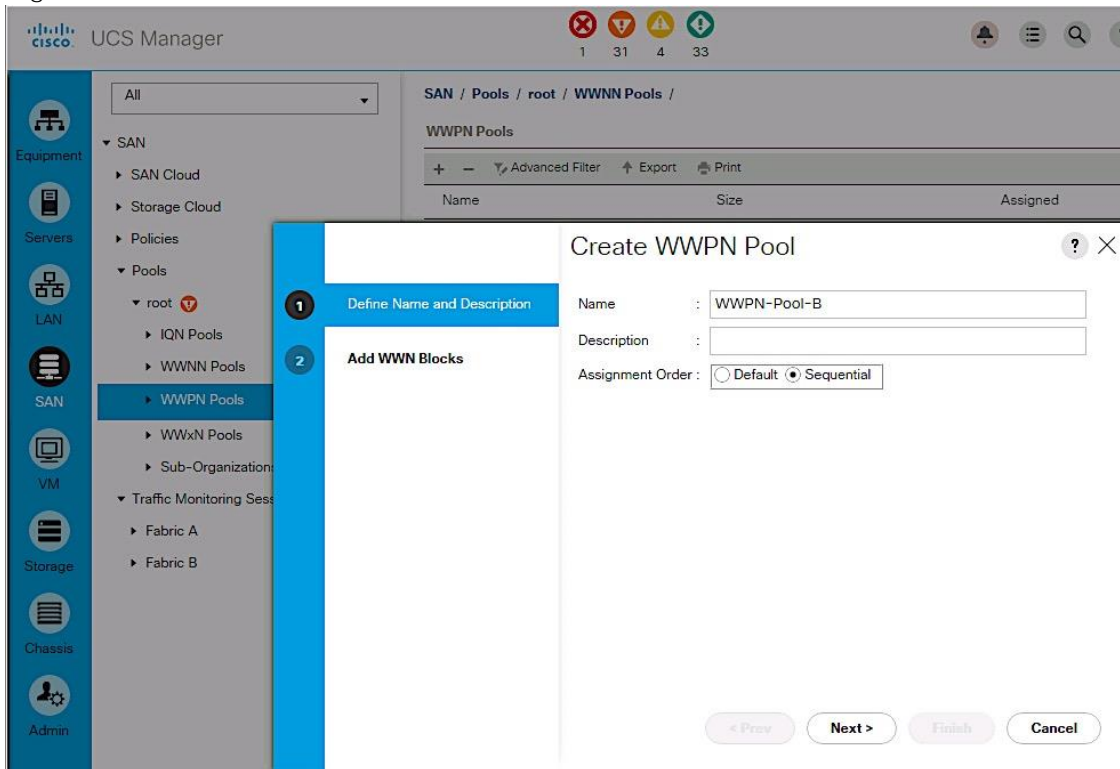 cisco UCS Manager
1 31 4 33
Equipment
Servers
LAN
SAN
VM
Storage
Chassis
Admin
All
SAN
SAN Cloud
Storage Cloud
Policies
Pools
root
IQN Pools
WWNN Pools
WWPN Pools
WWxN Pools
Sub-Organizations
Traffic Monitoring Sess
Fabric A
Fabric B
SAN / Pools / root / WWNN Pools /
WWPN Pools
+ − Advanced Filter Export Print
Name Size Assigned
Create WWPN Pool ? ×
1 Define Name and Description
2 Add WWN Blocks
Name : WWPN-Pool-B
Description :
Assignment Order : Default Sequential
< Prev Next > Finish Cancel